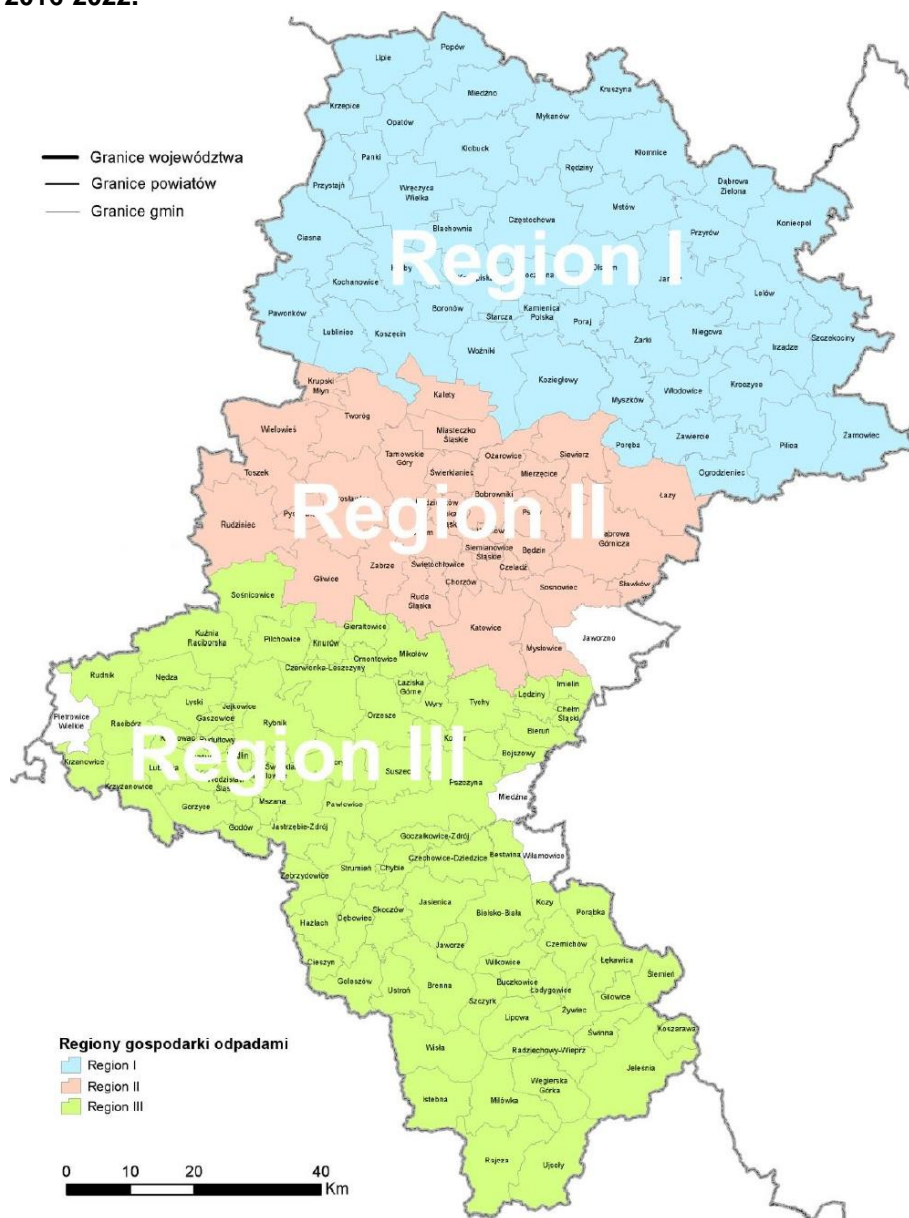 Lipie
Popów
Miedźno
Kruszyna
Krzepice
Mykanów
Opatów
Kłobuck
Kłomnice
Granice województwa
Panki
Rędziny
Granice powiatów
Przystajń
Dąbrowa
Zielona
Granice gmin
Wręczyca
Wielka
Mstów
Koniecpol
Blachownia
Częstochowa
Przyrów
Ciasna
Region I
Kochanowice
Lelów
Pawonków
Boronów
Starcza
Kamienica
Polska
Poraj
Niegowa
Szczekociny
Lubliniec
Koszęcin
Żarki
Irządze
Woźniki
Koziegłowy
Kroczyce
Krupski
Młyn
Kalety
Myszków
Włodowice
Żarnowiec
Tworóg
Wielowieś
Miasteczko
Śląskie
Poręba
Zawiercie
Pilica
Tarnowskie
Góry
Ożarowice
Siewierz
Ogrodzieniec
Toszek
Świerklaniec
Mierzęcice
Łazy
Bobrowniki
Region II
Rudziniec
Dąbrowa
Górnicza
Semianowice
Śląskie
Będzin
Zabrze
Świętochłowice
Czeladź
Gliwice
Chorzów
Sosnowiec
Sławków
Sośnicowice
Ruda
Śląska
Katowice
Gierałtowice
Mysłowice
Jaworzno
Kuźnia
Raciborska
Pilchowice
Knurów
Ornontowice
Mikołów
Czerwionka-Leszczyny
Rudnik
Nędza
Łaziska
Górne
Lędziny
Imielin
Wyry
Tychy
Chełm
Śląski
Lyski
Jejkowice
Orzesze
Pietrowice
Wielkie
Racibórz
Gaszowice
Rybnik
Bieruń
Region III
Bojszowy
Krzanowice
Suszec
Pszczyna
Krzyżanowice
Miedźna
Gorzyce
Mszana
Pawłowice
Godów
Jastrzębie-Zdrój
Goczałkowice-Zdrój
Zebrzydowice
Strumień
Chybie
Czechowice-Dziedzice
Bestwina
Wilamowice
Hażlach
Dębowiec
Skoczów
Jasienica
Bielsko-Biała
Kozy
Porąbka
Cieszyn
Jaworze
Czernichów
Goleszów
Wilkowice
Łękawica
Ślemień
Ustroń
Brenna
Buczkowice
Łodygowice
Gilowice
Szczyrk
Lipowa
Żywiec
Świnna
Koszarawa
Regiony gospodarki odpadami
Wisła
Radziechowy-Wieprz
Region I
Jeleśnia
Region II
Węgierska
Górka
Region III
Istebna
Milówka
Rajcza
Ujsoły
0 10 20 40
Km